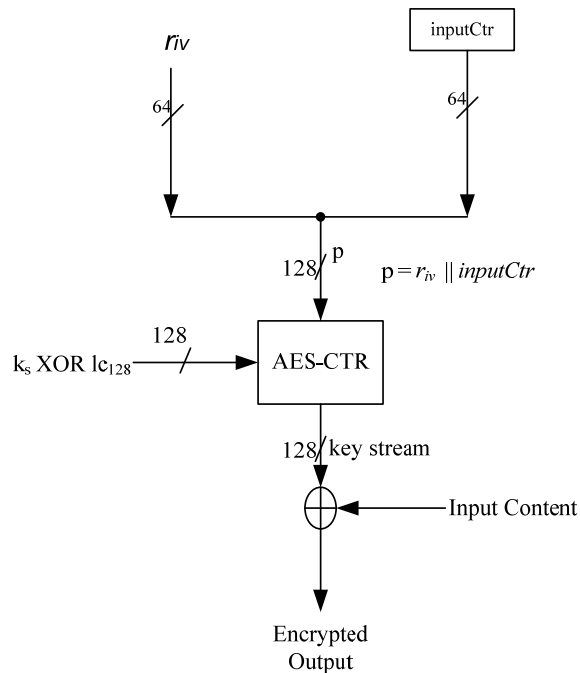 r_iv
inputCtr
64
64
128
p
p = r_iv || inputCtr
128
k_s XOR lc_128
AES-CTR
128
key stream
Input Content
Encrypted
Output